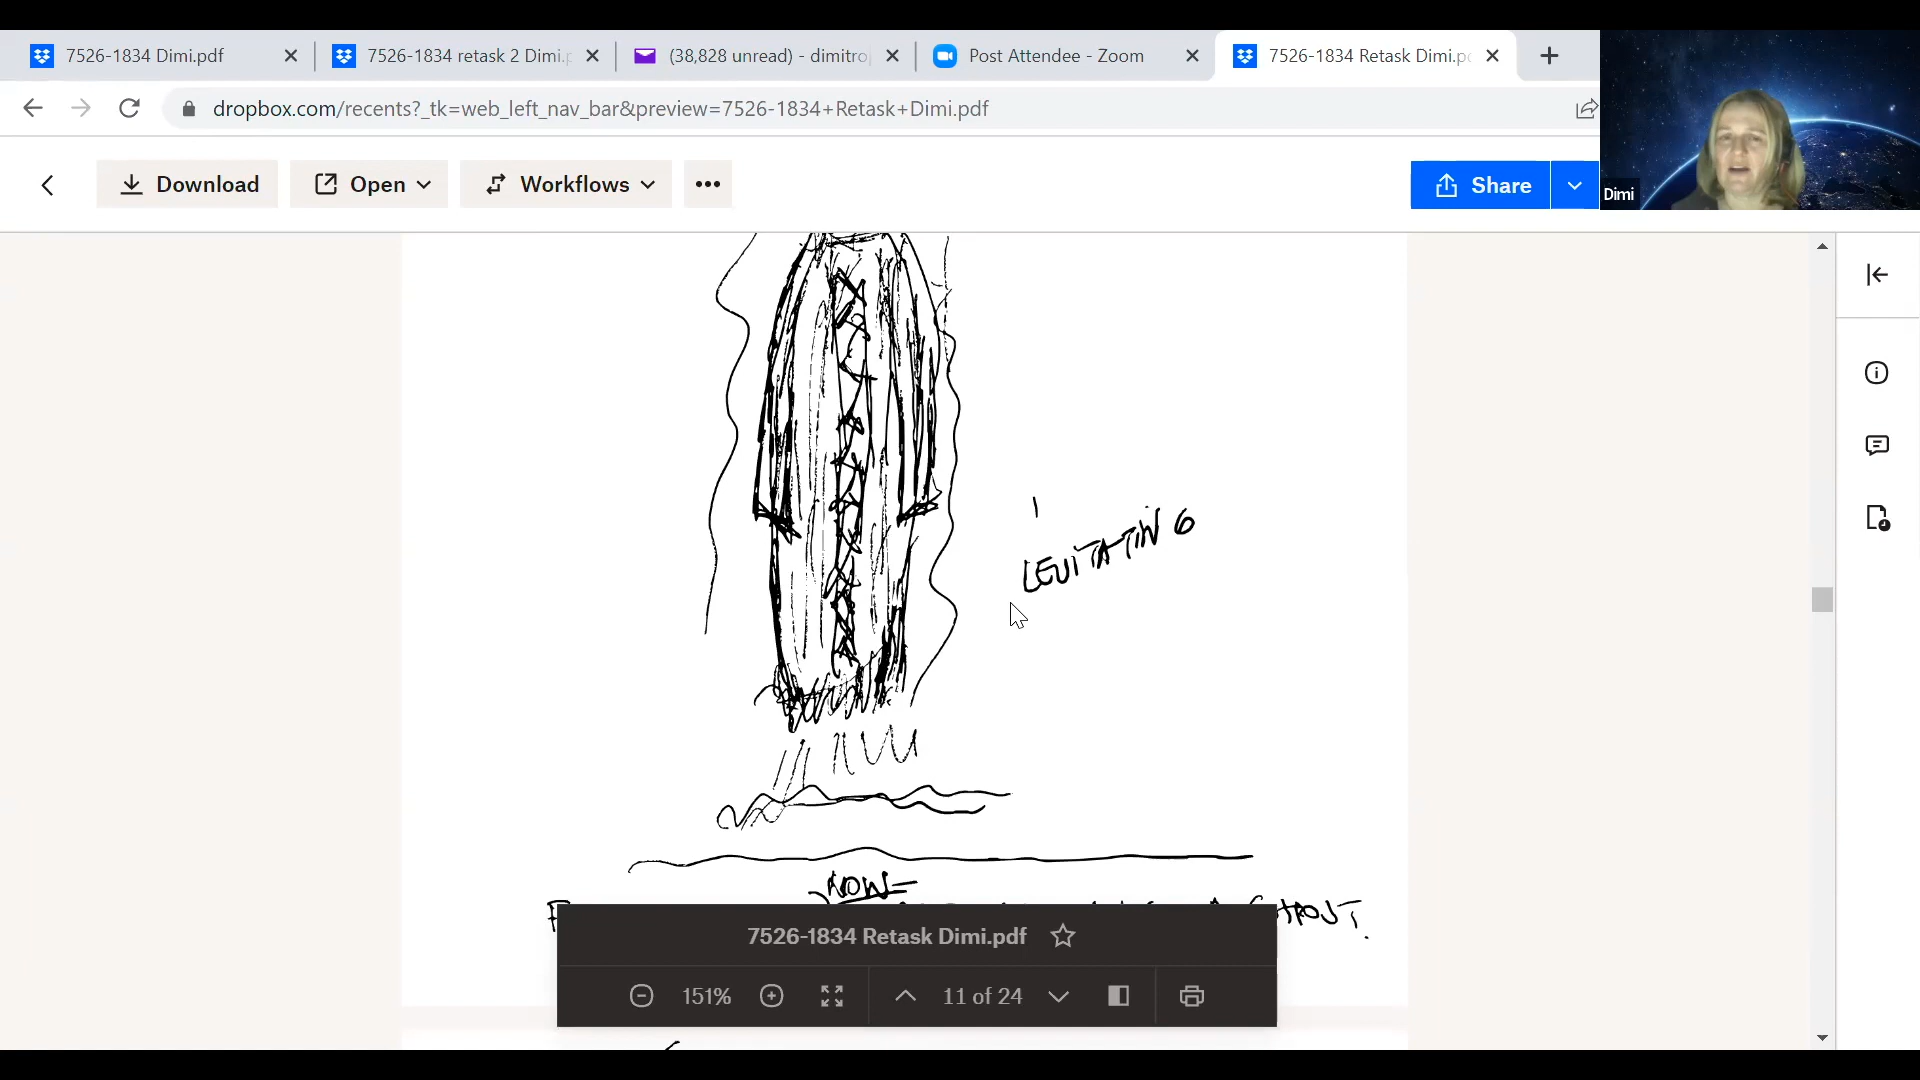 7526-1834 Dimi.pdf
7526-1834 retask 2 Dimi.p
(38,828 unread) - dimitro
Post Attendee - Zoom
7526-1834 Retask Dimi.p
dropbox.com/recents?_tk=web_left_nav_bar&preview=7526-1834+Retask+Dimi.pdf
Download
Open
Workflows
Share
Dimi
LEVITATING
NOW
7526-1834 Retask Dimi.pdf
151%
11 of 24